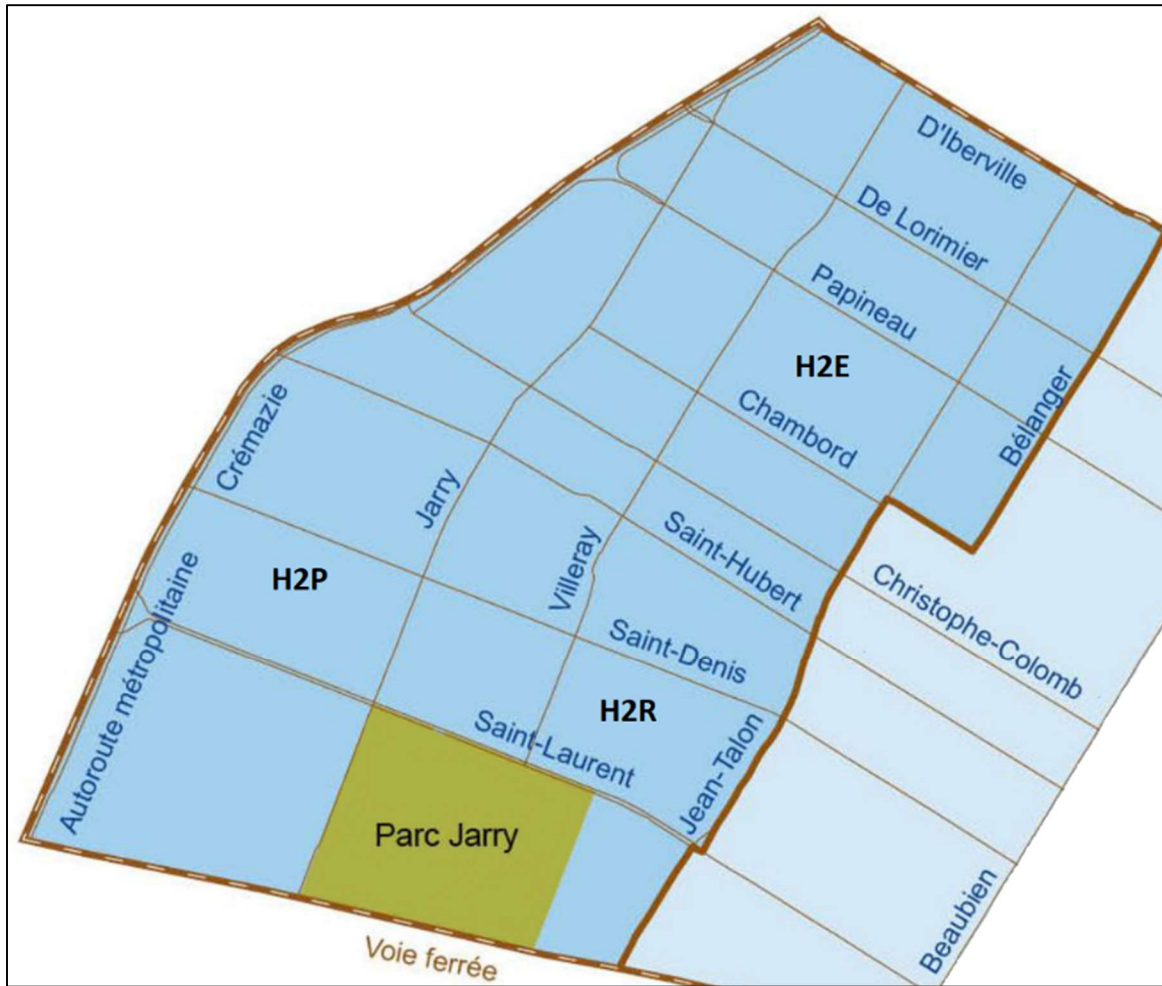 D'Iberville
De Lorimier
Papineau
H2E
Chambord
Bélanger
Crémazie
Jarry
Villeray
Saint-Hubert
Christophe-Colomb
H2P
Autoroute métropolitaine
Saint-Denis
H2R
Saint-Laurent
Jean-Talon
Parc Jarry
Beaubien
Voie ferrée